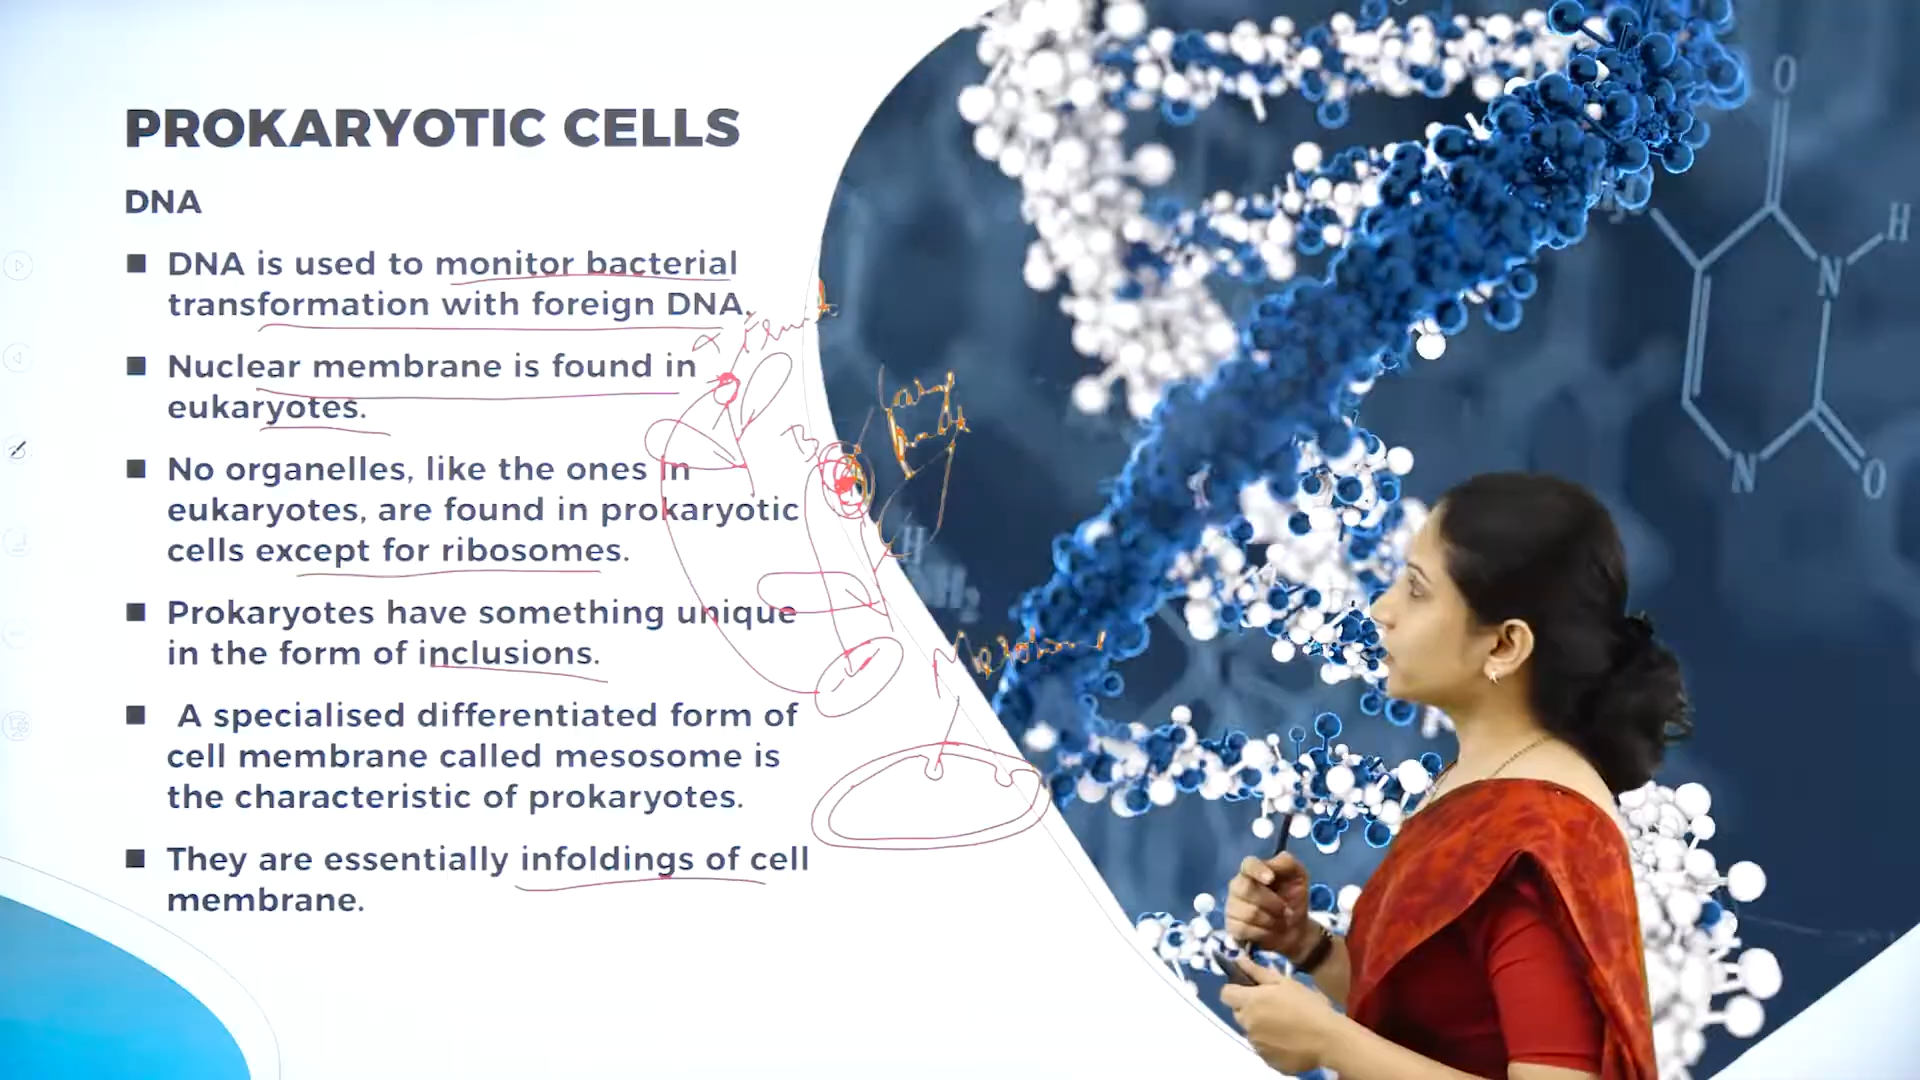 PROKARYOTIC CELLS
DNA
■ DNA is used to monitor bacterial
transformation with foreign DNA.
■ Nuclear membrane is found in
eukaryotes.
■ No organelles, like the ones in
eukaryotes, are found in prokaryotic
cells except for ribosomes.
■ Prokaryotes have something unique
in the form of inclusions.
■ A specialised differentiated form of
cell membrane called mesosome is
the characteristic of prokaryotes.
■ They are essentially infoldings of cell
membrane.
O
H
N
N
O
H